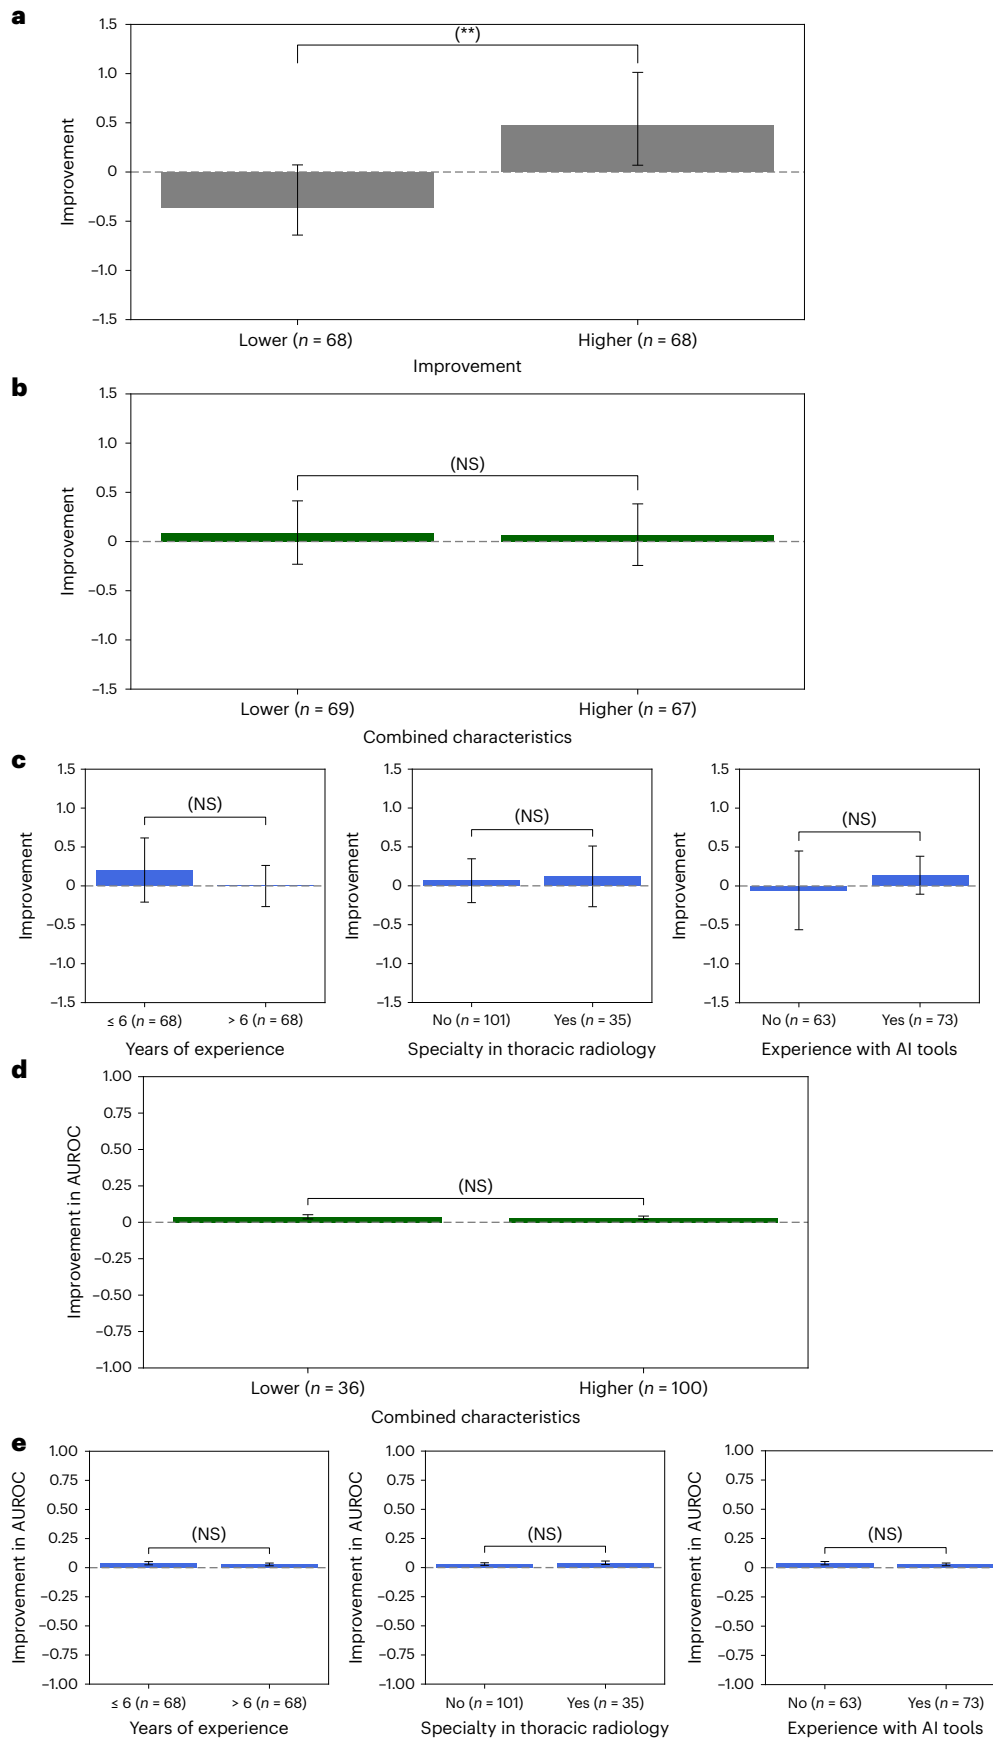 a
1.5
1.0
0.5
0
–0.5
–1.0
–1.5
Improvement
(**)
Lower (n = 68)
Higher (n = 68)
Improvement
b
1.5
1.0
0.5
0
–0.5
–1.0
–1.5
Improvement
(NS)
Lower (n = 69)
Higher (n = 67)
Combined characteristics
c
1.5
1.0
0.5
0
–0.5
–1.0
–1.5
Improvement
(NS)
≤ 6 (n = 68)
> 6 (n = 68)
Years of experience
1.5
1.0
0.5
0
–0.5
–1.0
–1.5
Improvement
(NS)
No (n = 101)
Yes (n = 35)
Specialty in thoracic radiology
1.5
1.0
0.5
0
–0.5
–1.0
–1.5
Improvement
(NS)
No (n = 63)
Yes (n = 73)
Experience with AI tools
d
1.00
0.75
0.50
0.25
0
–0.25
–0.50
–0.75
–1.00
Improvement in AUROC
(NS)
Lower (n = 36)
Higher (n = 100)
Combined characteristics
e
1.00
0.75
0.50
0.25
0
–0.25
–0.50
–0.75
–1.00
Improvement in AUROC
(NS)
≤ 6 (n = 68)
> 6 (n = 68)
Years of experience
1.00
0.75
0.50
0.25
0
–0.25
–0.50
–0.75
–1.00
Improvement in AUROC
(NS)
No (n = 101)
Yes (n = 35)
Specialty in thoracic radiology
1.00
0.75
0.50
0.25
0
–0.25
–0.50
–0.75
–1.00
Improvement in AUROC
(NS)
No (n = 63)
Yes (n = 73)
Experience with AI tools